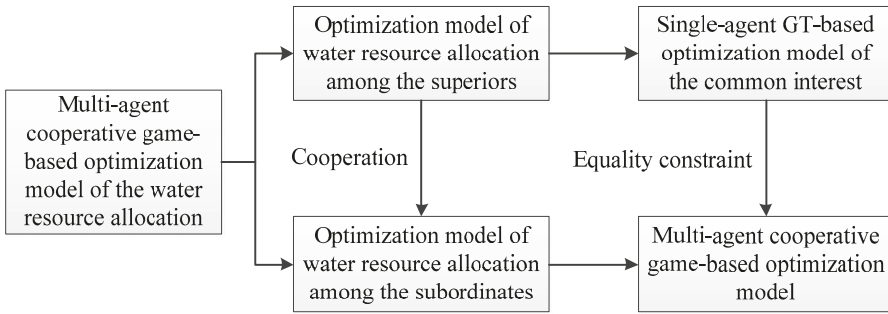 Multi-agent
cooperative game-
based optimization
model of the water
resource allocation
Optimization model of
water resource allocation
among the superiors
Single-agent GT-based
optimization model of
the common interest
Cooperation
Equality constraint
Optimization model of
water resource allocation
among the subordinates
Multi-agent cooperative
game-based optimization
model